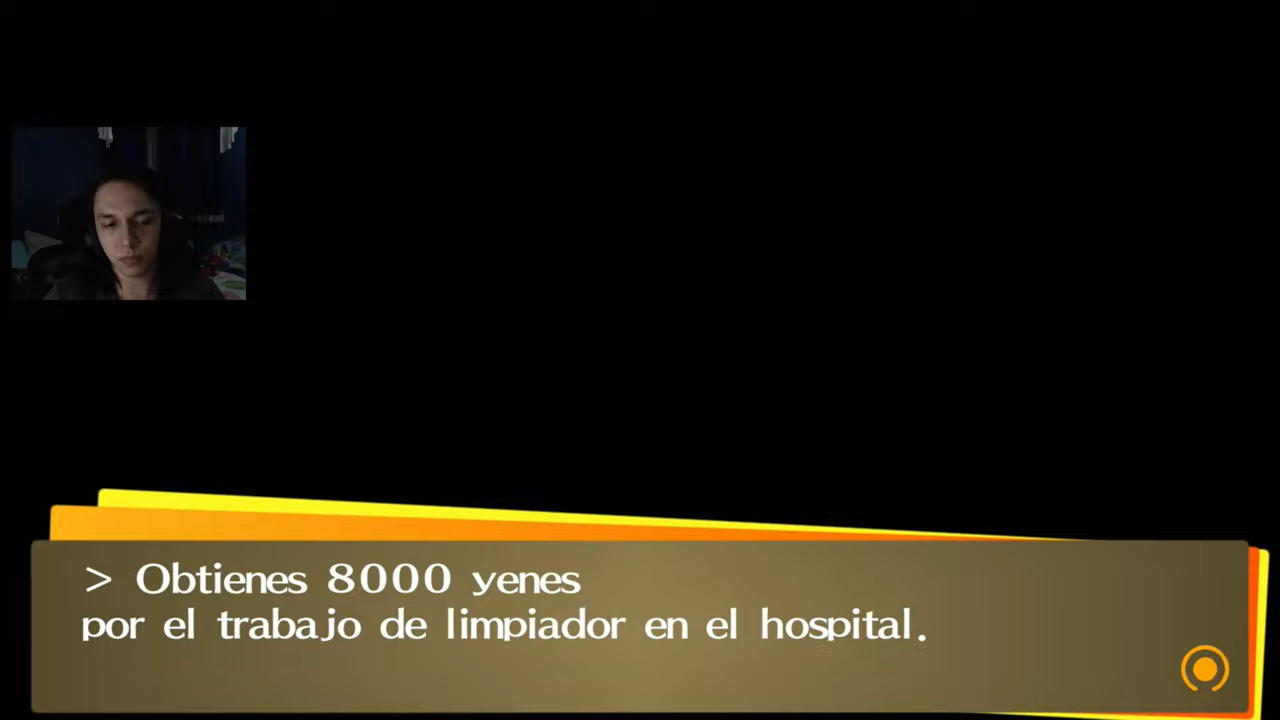 > Obtienes 8000 yenes
por el trabajo de limpiador en el hospital.